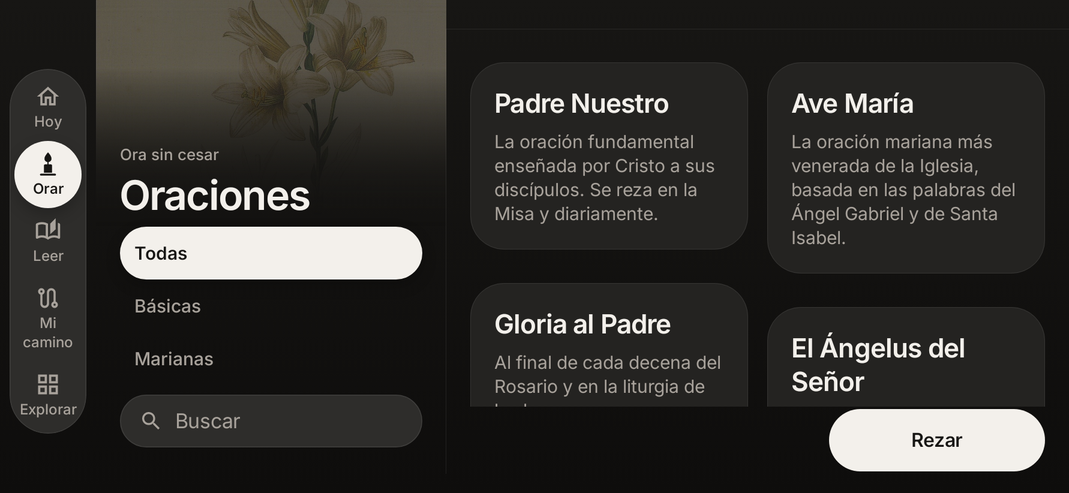 Hoy
Orar
Leer
Mi
camino
Explorar
Ora sin cesar
Oraciones
Todas
Básicas
Marianas
Buscar
Padre Nuestro
La oración fundamental
enseñada por Cristo a sus
discípulos. Se reza en la
Misa y diariamente.
Ave María
La oración mariana más
venerada de la Iglesia,
basada en las palabras del
Ángel Gabriel y de Santa
Isabel.
Gloria al Padre
Al final de cada decena del
Rosario y en la liturgia de
El Ángelus del
Señor
Rezar